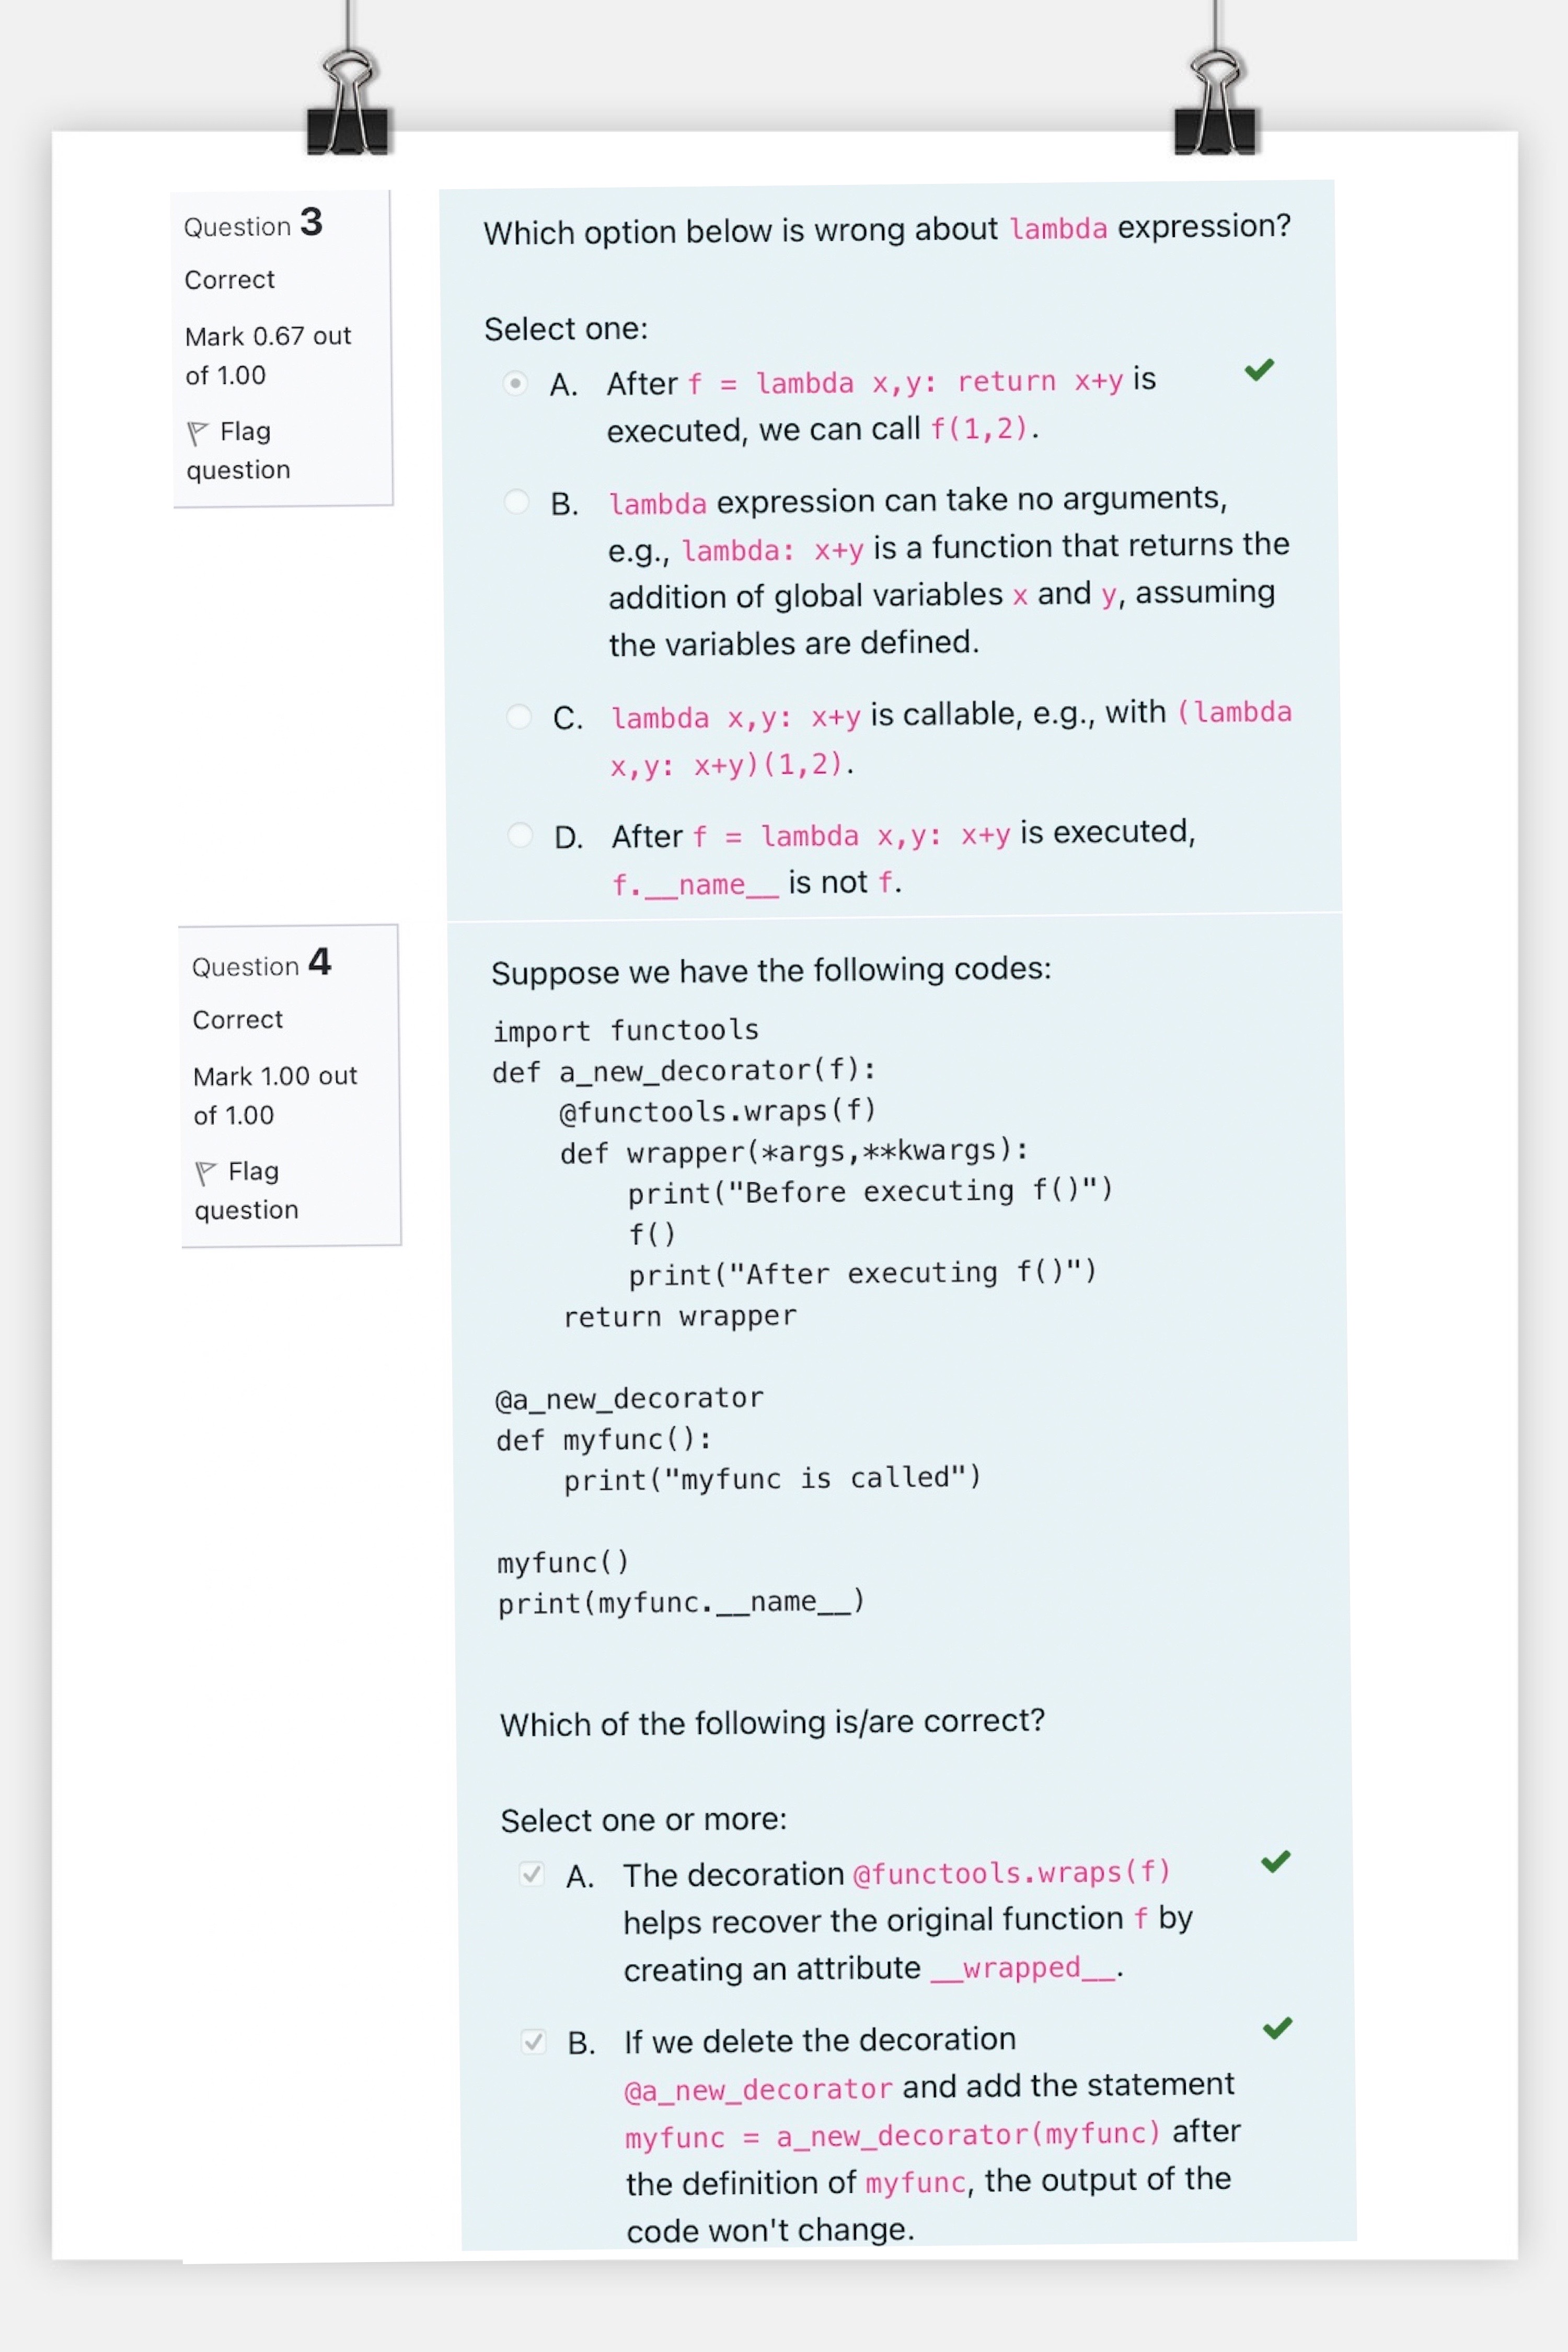 Question 3
Correct
Mark 0.67 out
of 1.00
Flag
question
Which option below is wrong about lambda expression?
Select one:
A. After f = lambda x,y: return x+y is
executed, we can call f(1,2).
B. lambda expression can take no arguments,
e.g., lambda: x+y is a function that returns the
addition of global variables x and y, assuming
the variables are defined.
C. lambda x,y: x+y is callable, e.g., with (lambda
x,y: x+y)(1,2).
D. After f = lambda x,y: x+y is executed,
f.__name__ is not f.
Question 4
Correct
Mark 1.00 out
of 1.00
Flag
question
Suppose we have the following codes:
import functools
def a_new_decorator(f):
    @functools.wraps(f)
    def wrapper(*args,**kwargs):
        print("Before executing f()")
        f()
        print("After executing f()")
    return wrapper
@a_new_decorator
def myfunc():
    print("myfunc is called")
myfunc()
print(myfunc.__name__)
Which of the following is/are correct?
Select one or more:
A. The decoration @functools.wraps(f)
helps recover the original function f by
creating an attribute __wrapped__.
B. If we delete the decoration
@a_new_decorator and add the statement
myfunc = a_new_decorator(myfunc) after
the definition of myfunc, the output of the
code won't change.